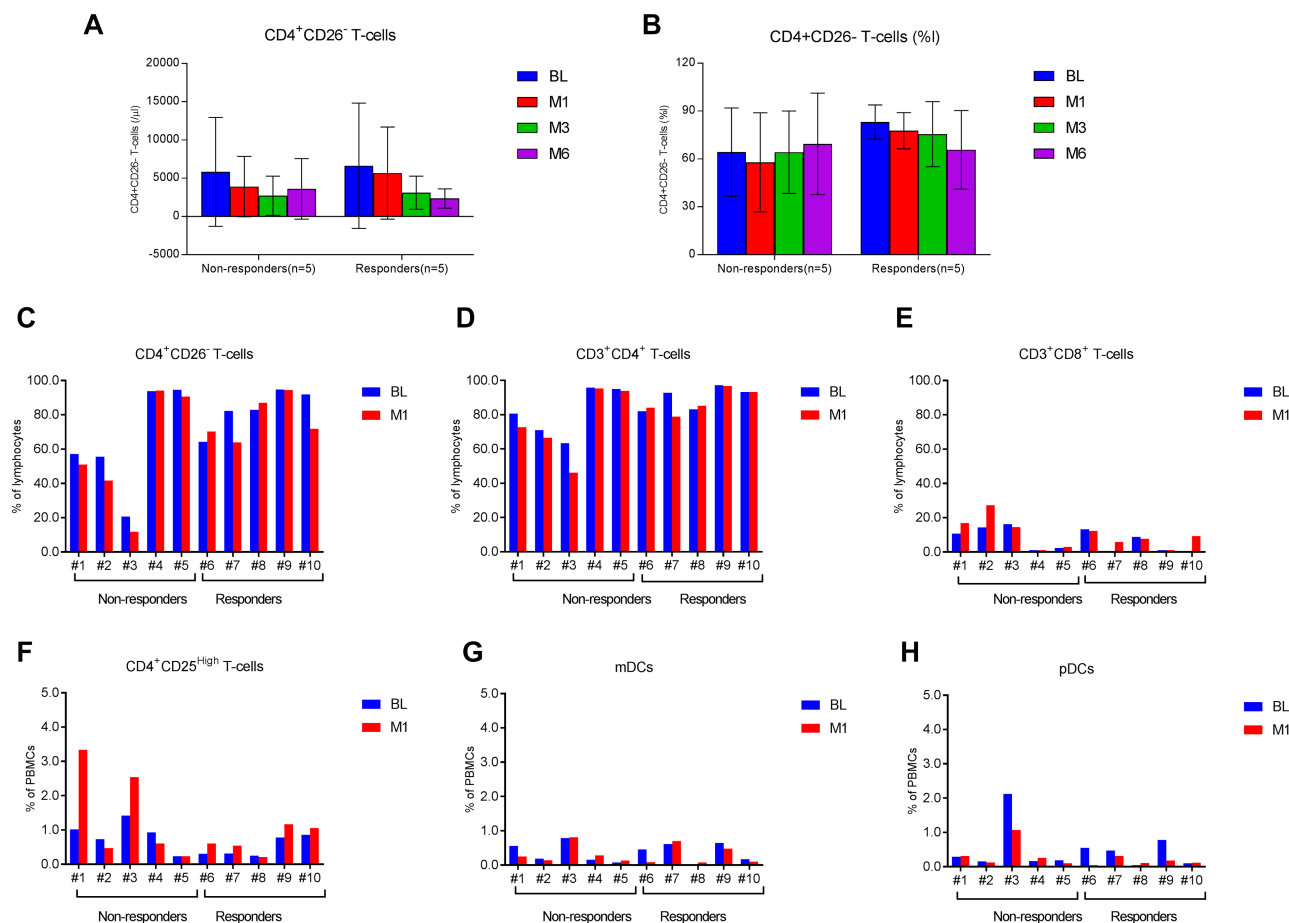 A
CD4⁺CD26⁻ T-cells
CD4+CD26- T-cells (/µl)
20000
15000
10000
5000
0
-5000
Non-responders(n=5)
Responders(n=5)
BL
M1
M3
M6
B
CD4+CD26- T-cells (%l)
CD4+CD26- T-cells (%l)
120
90
60
30
0
Non-responders(n=5)
Responders(n=5)
BL
M1
M3
M6
C
CD4⁺CD26⁻ T-cells
% of lymphocytes
100.0
80.0
60.0
40.0
20.0
0.0
#1 #2 #3 #4 #5 #6 #7 #8 #9 #10
Non-responders Responders
BL
M1
D
CD3⁺CD4⁺ T-cells
% of lymphocytes
100.0
80.0
60.0
40.0
20.0
0.0
#1 #2 #3 #4 #5 #6 #7 #8 #9 #10
Non-responders Responders
BL
M1
E
CD3⁺CD8⁺ T-cells
% of lymphocytes
100.0
80.0
60.0
40.0
20.0
0.0
#1 #2 #3 #4 #5 #6 #7 #8 #9 #10
Non-responders Responders
BL
M1
F
CD4⁺CD25ᴴⁱᵍʰ T-cells
% of PBMCs
5.0
4.0
3.0
2.0
1.0
0.0
#1 #2 #3 #4 #5 #6 #7 #8 #9 #10
Non-responders Responders
BL
M1
G
mDCs
% of PBMCs
5.0
4.0
3.0
2.0
1.0
0.0
#1 #2 #3 #4 #5 #6 #7 #8 #9 #10
Non-responders Responders
BL
M1
H
pDCs
% of PBMCs
5.0
4.0
3.0
2.0
1.0
0.0
#1 #2 #3 #4 #5 #6 #7 #8 #9 #10
Non-responders Responders
BL
M1